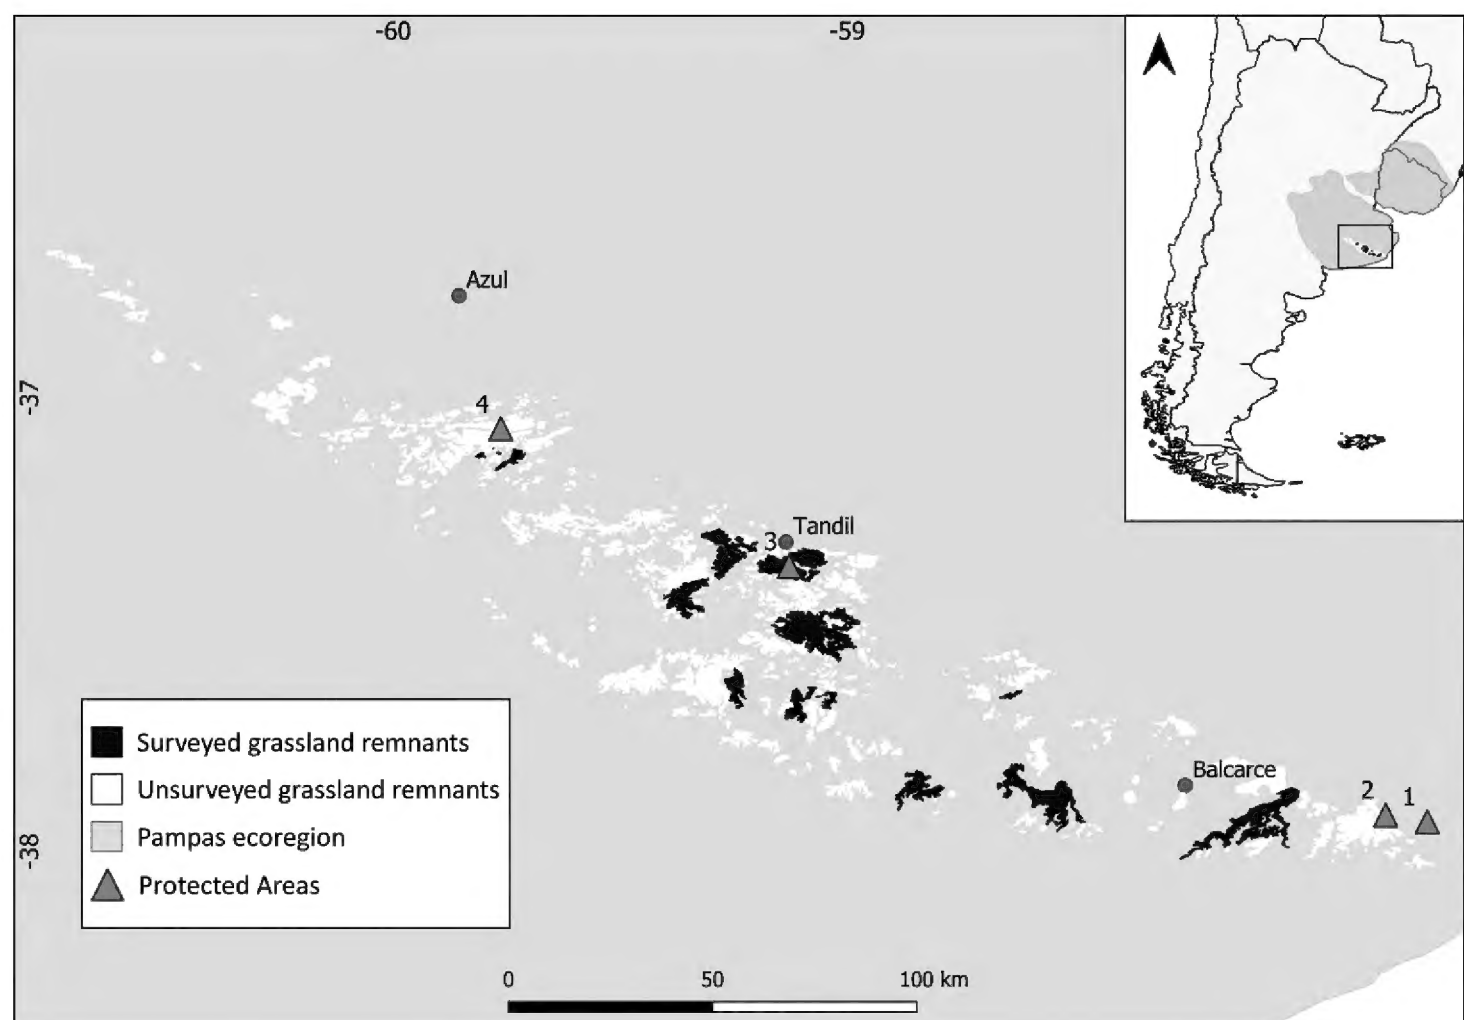 -60
-59
Azul
-37
4
Tandil
3
Surveyed grassland remnants
Unsurveyed grassland remnants
Pampas ecoregion
Protected Areas
Balcarce
2
1
-38
0
50
100 km